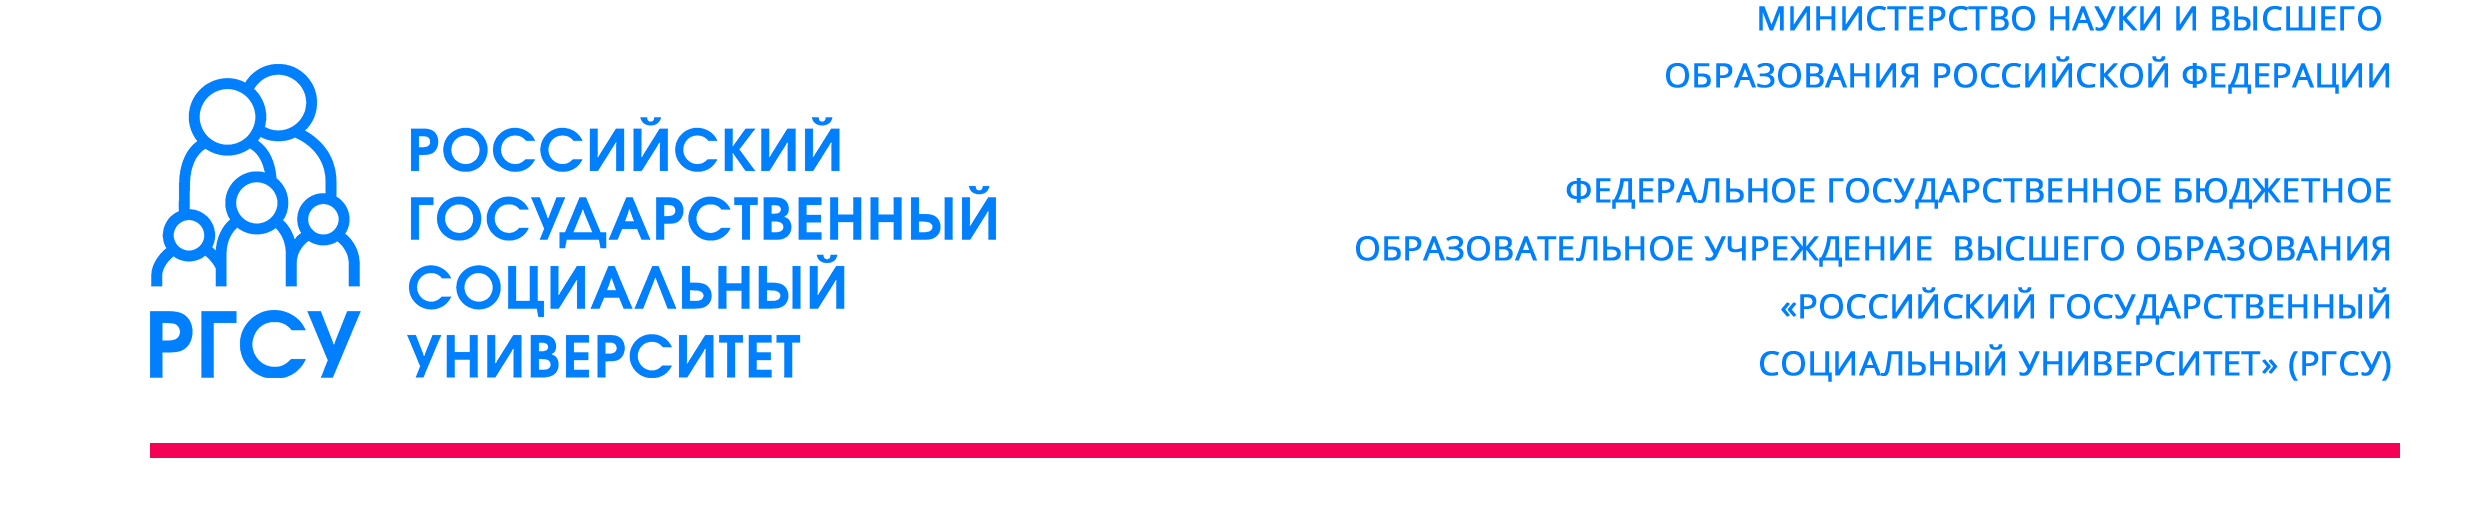 РГСУ
РОССИЙСКИЙ
ГОСУДАРСТВЕННЫЙ
СОЦИАЛЬНЫЙ
УНИВЕРСИТЕТ
МИНИСТЕРСТВО НАУКИ И ВЫСШЕГО
ОБРАЗОВАНИЯ РОССИЙСКОЙ ФЕДЕРАЦИИ
ФЕДЕРАЛЬНОЕ ГОСУДАРСТВЕННОЕ БЮДЖЕТНОЕ
ОБРАЗОВАТЕЛЬНОЕ УЧРЕЖДЕНИЕ ВЫСШЕГО ОБРАЗОВАНИЯ
«РОССИЙСКИЙ ГОСУДАРСТВЕННЫЙ
СОЦИАЛЬНЫЙ УНИВЕРСИТЕТ» (РГСУ)